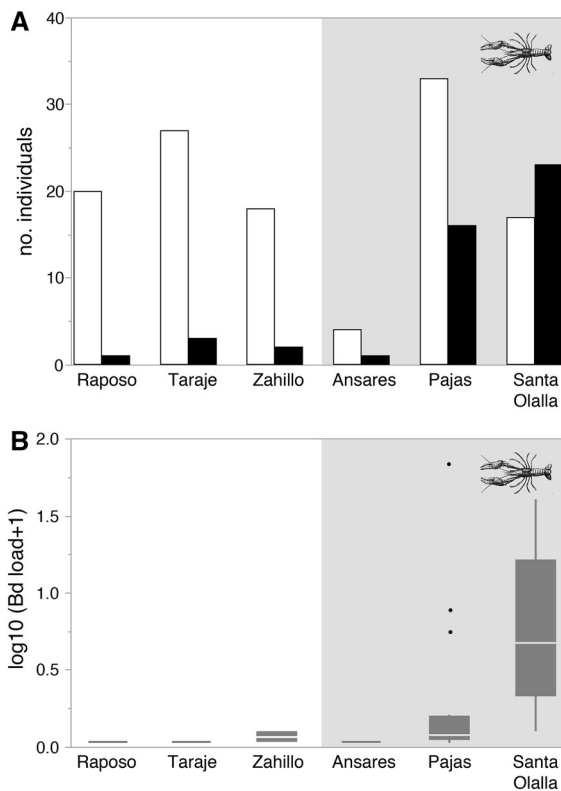 A
no. individuals
40
30
20
10
0
Raposo Taraje Zahillo Ansares Pajas Santa
Olalla
B
log10 (Bd load+1)
2.0
1.5
1.0
0.5
0.0
Raposo Taraje Zahillo Ansares Pajas Santa
Olalla